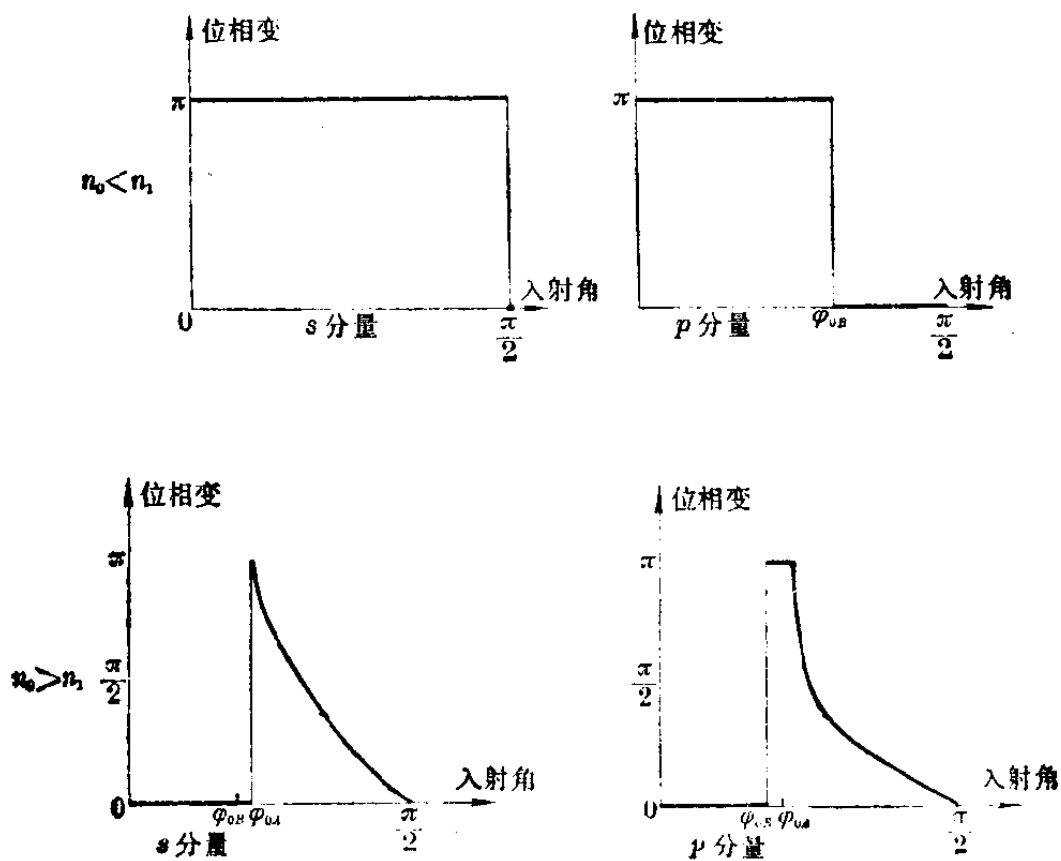 位相变
π
n₀<n₁
0
s 分量
π/2
入射角
位相变
π
p 分量
φ₀B
入射角
π/2
位相变
π
n₀>n₁
π/2
0
φ₀B φ₀A
s 分量
π/2
入射角
位相变
π
π/2
0
φ₀B φ₀A
p 分量
π/2
入射角